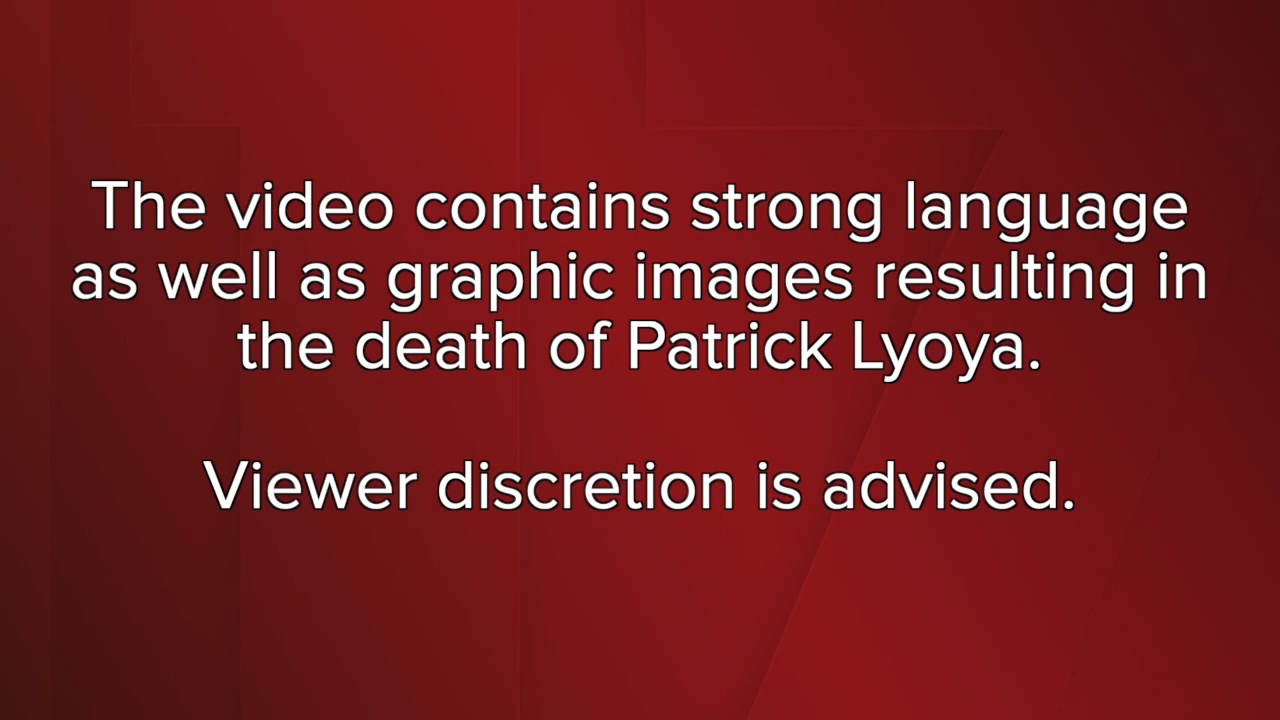 The video contains strong language
as well as graphic images resulting in
the death of Patrick Lyoya.
Viewer discretion is advised.